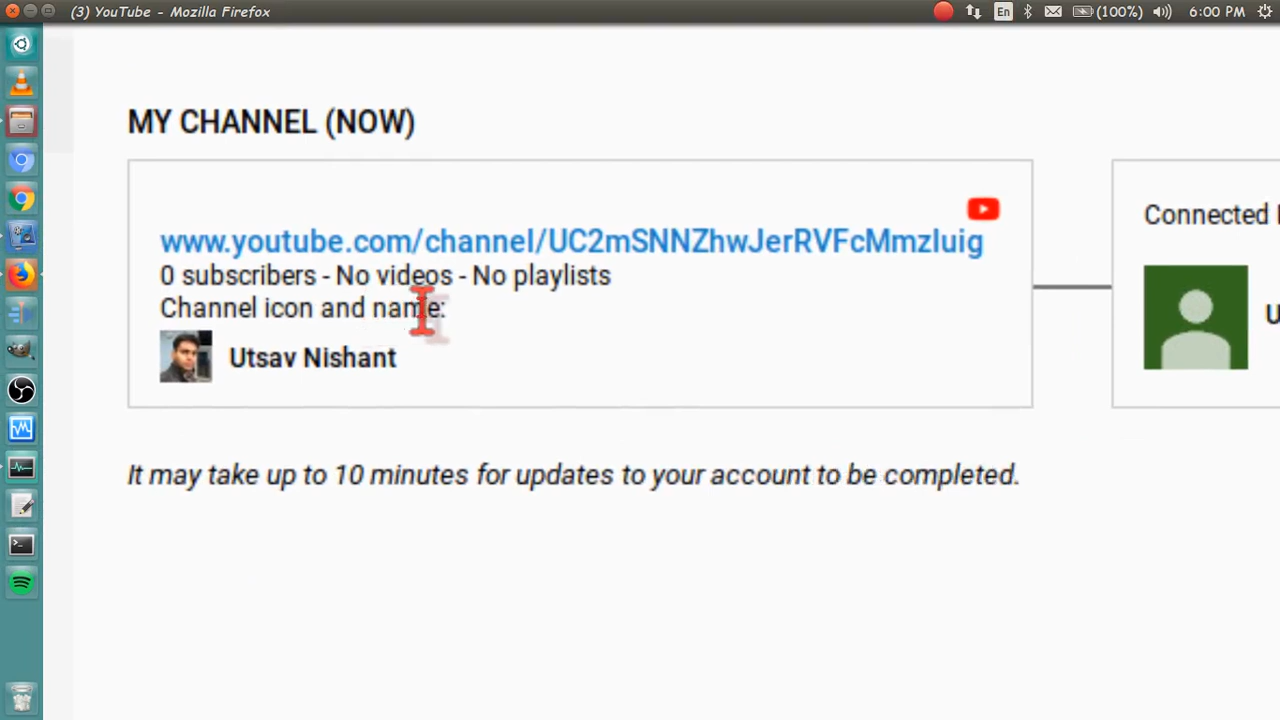 (3) YouTube - Mozilla Firefox
En
(100%)
6:00 PM
MY CHANNEL (NOW)
www.youtube.com/channel/UC2mSNNZhwJerRVFcMmzIuig
0 subscribers - No videos - No playlists
Channel icon and name:
Utsav Nishant
Connected
U
It may take up to 10 minutes for updates to your account to be completed.